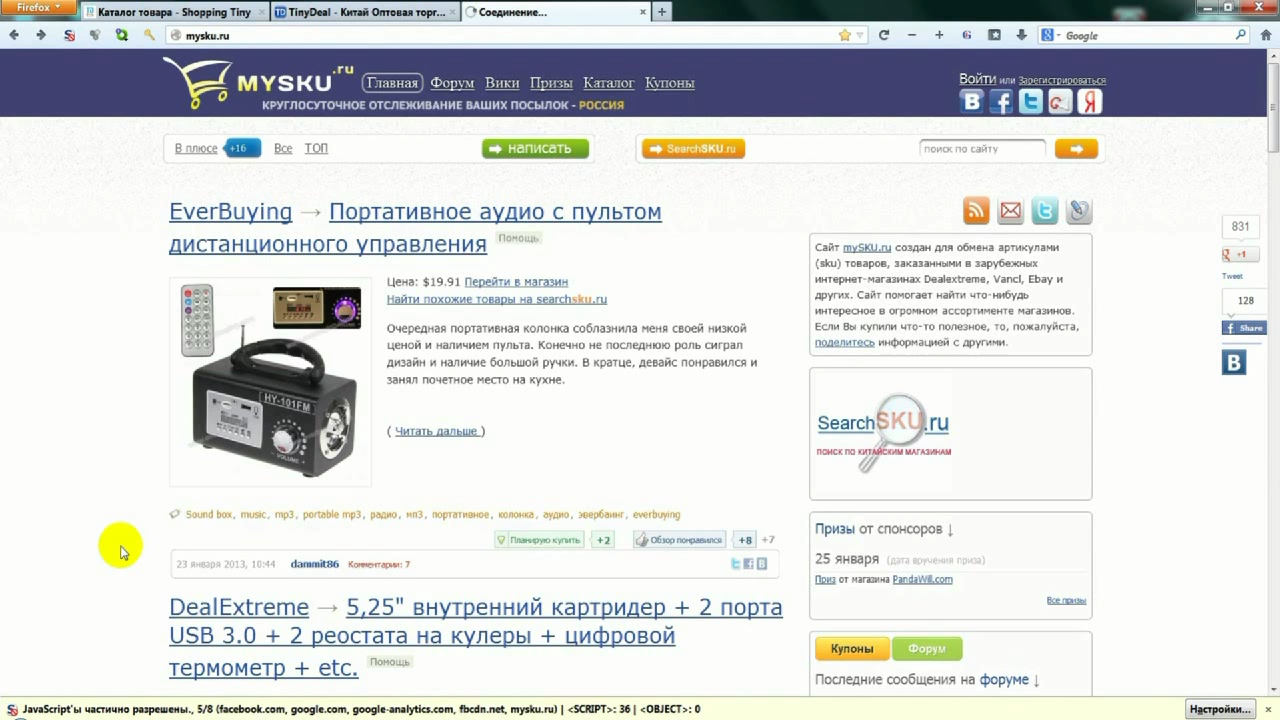 Firefox
Каталог товара - Shopping Tiny
TinyDeal - Китай Оптовая торг...
Соединение...
mysku.ru
Google
MYSKU.ru
Главная Форум Вики Призы Каталог Купоны
Войти или Зарегистрироваться
КРУГЛОСУТОЧНОЕ ОТСЛЕЖИВАНИЕ ВАШИХ ПОСЫЛОК - РОССИЯ
В плюсе +16 Все ТОП
написать
SearchSKU.ru
поиск по сайту
EverBuying → Портативное аудио с пультом
дистанционного управления Помощь
Цена: $19.91 Перейти в магазин
Найти похожие товары на searchsku.ru
Очередная портативная колонка соблазнила меня своей низкой
ценой и наличием пульта. Конечно не последнюю роль сиграл
дизайн и наличие большой ручки. В кратце, девайс понравился и
занял почетное место на кухне.
( Читать дальше )
HY-101FM
VOLUME
Sound box, music, mp3, portable mp3, радио, мп3, портативное, колонка, аудио, эвербаинг, everbuying
Планирую купить +2 Обзор понравился +8 +7
23 января 2013, 10:44 dammit86 Комментарии: 7
DealExtreme → 5,25" внутренний картридер + 2 порта
USB 3.0 + 2 реостата на кулеры + цифровой
термометр + etc. Помощь
Сайт mySKU.ru создан для обмена артикулами
(sku) товаров, заказанными в зарубежных
интернет-магазинах Dealextreme, Vancl, Ebay и
других. Сайт помогает найти что-нибудь
интересное в огромном ассортименте магазинов.
Если Вы купили что-то полезное, то, пожалуйста,
поделитесь информацией с другими.
SearchSKU.ru
ПОИСК ПО КИТАЙСКИМ МАГАЗИНАМ
Призы от спонсоров ↓
25 января (дата вручения приза)
Приз от магазина PandaWill.com
Все призы
Купоны Форум
Последние сообщения на форуме ↓
831
+1
Tweet
128
Share
B
JavaScript'ы частично разрешены., 5/8 (facebook.com, google.com, google-analytics.com, fbcdn.net, mysku.ru) | <SCRIPT>: 36 | <OBJECT>: 0
Настройки...